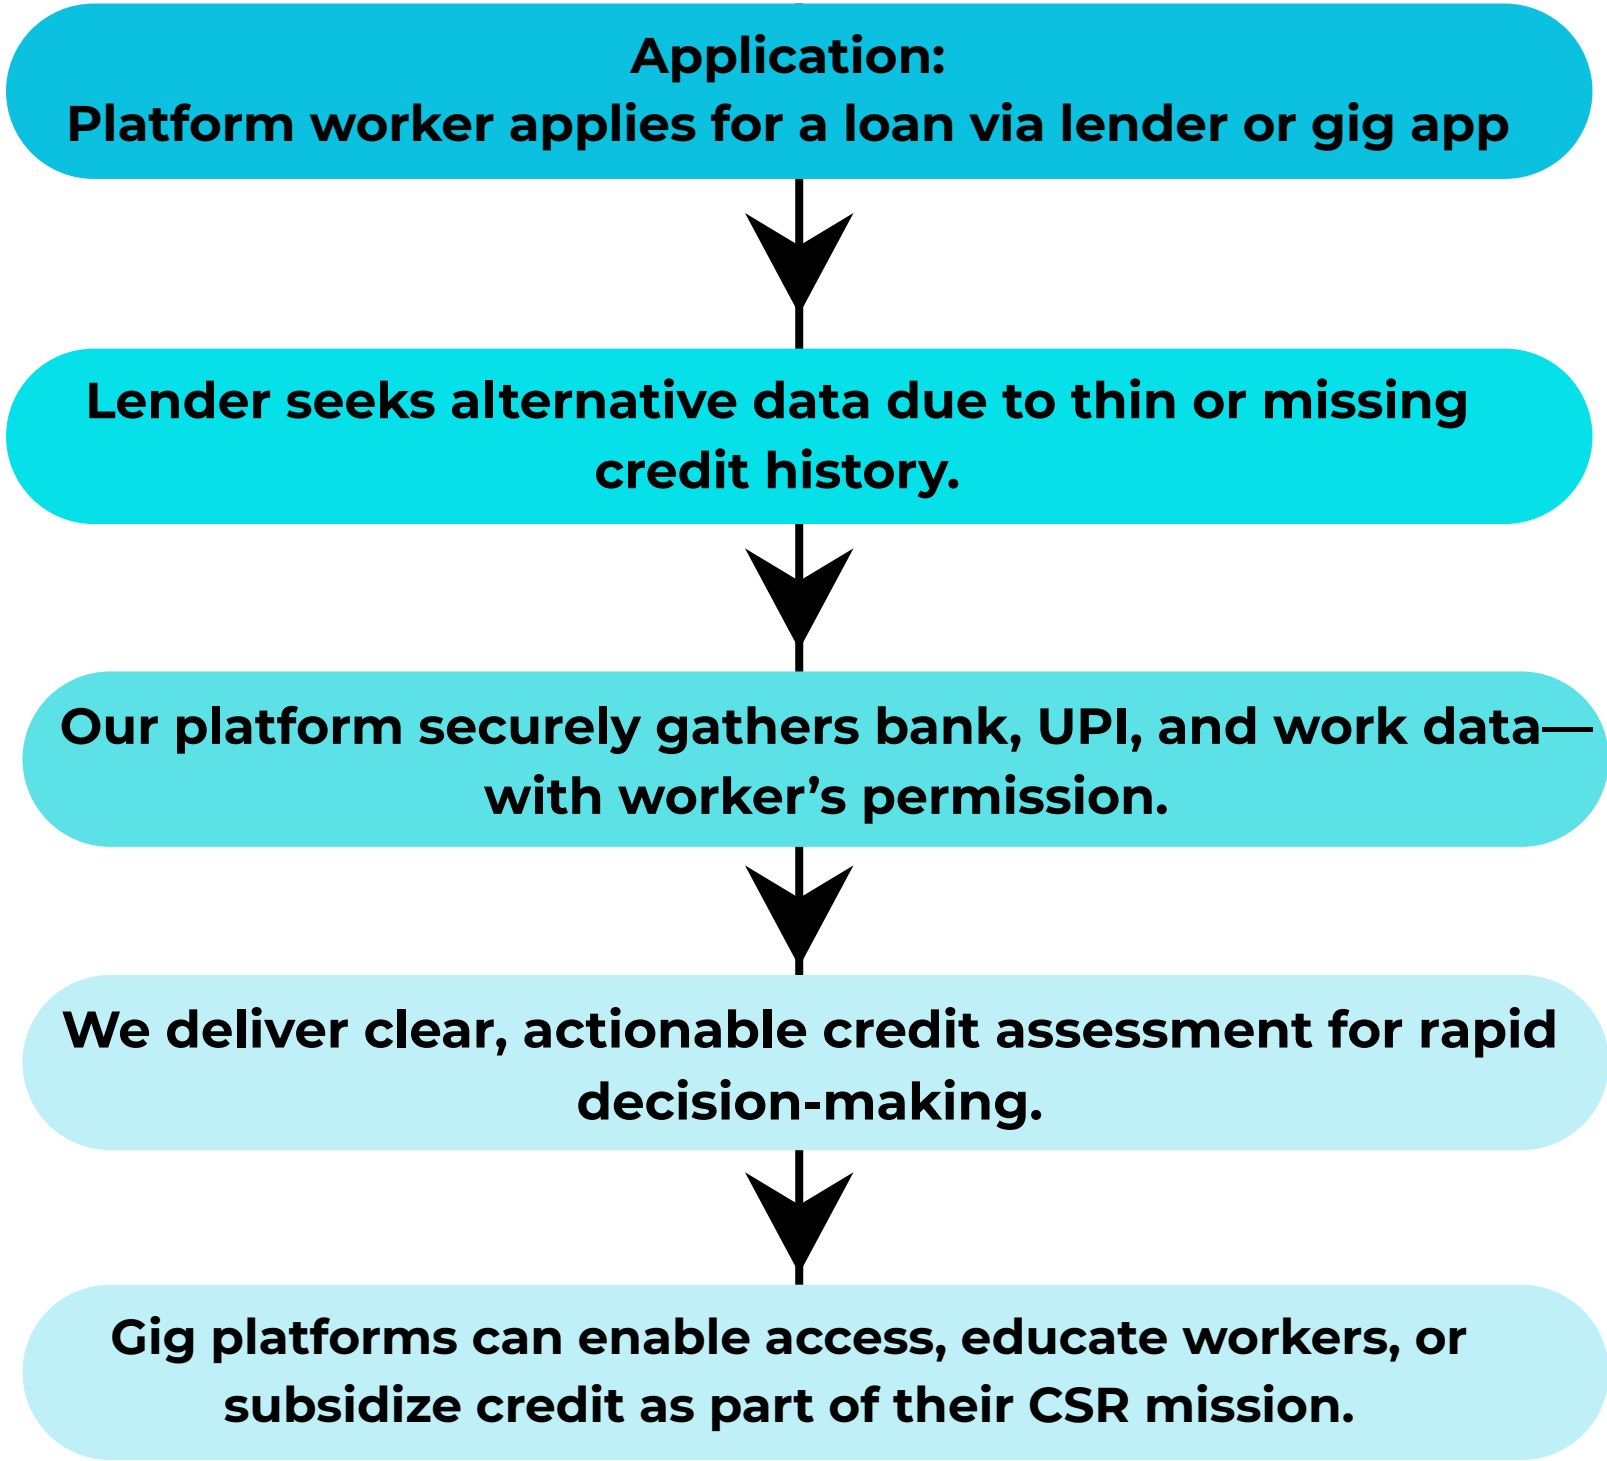 Application:
Platform worker applies for a loan via lender or gig app
Lender seeks alternative data due to thin or missing
credit history.
Our platform securely gathers bank, UPI, and work data—
with worker’s permission.
We deliver clear, actionable credit assessment for rapid
decision-making.
Gig platforms can enable access, educate workers, or
subsidize credit as part of their CSR mission.